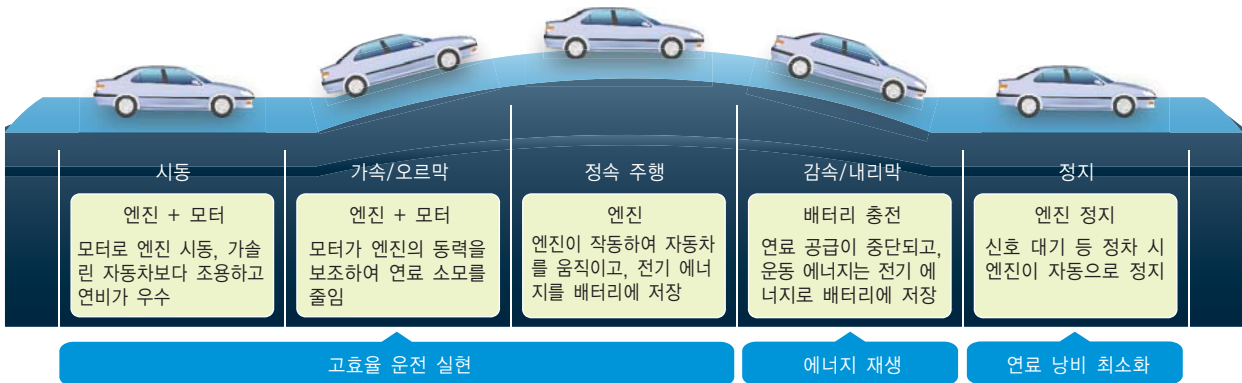 시동
엔진 + 모터
모터로 엔진 시동, 가솔
린 자동차보다 조용하고
연비가 우수
가속/오르막
엔진 + 모터
모터가 엔진의 동력을
보조하여 연료 소모를
줄임
정속 주행
엔진
엔진이 작동하여 자동차
를 움직이고, 전기 에너
지를 배터리에 저장
감속/내리막
배터리 충전
연료 공급이 중단되고,
운동 에너지는 전기 에
너지로 배터리에 저장
정지
엔진 정지
신호 대기 등 정차 시
엔진이 자동으로 정지
고효율 운전 실현
에너지 재생
연료 낭비 최소화